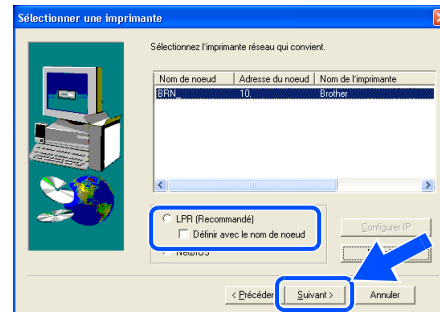 Sélectionner une imprimante
Sélectionnez l'imprimante réseau qui convient.
Nom de noeud Adresse du noeud Nom de l'imprimante
BRN_ 10. Brother
LPR (Recommandé)
Définir avec le nom de noeud
Configurer IP
NetBIOS
< Précéder Suivant > Annuler